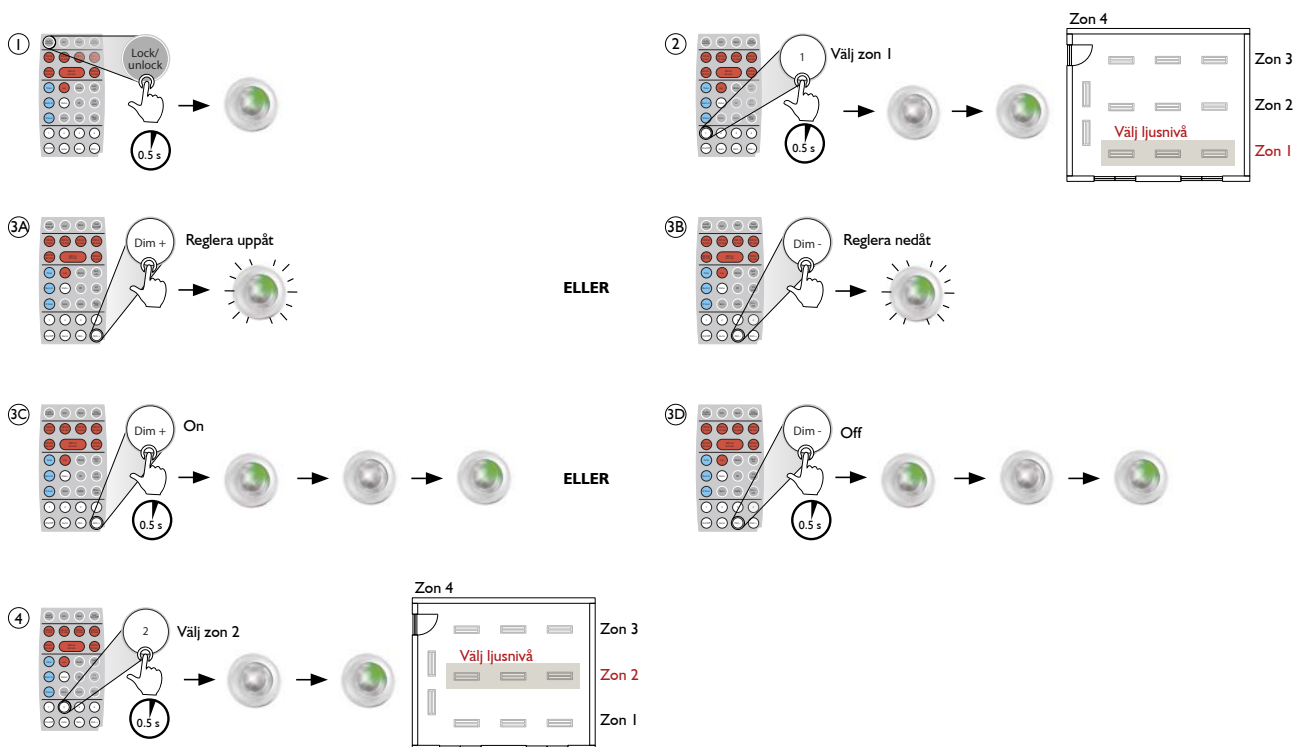 1
Lock/
unlock
0.5 s
2
1
Välj zon 1
0.5 s
Zon 4
Zon 3
Zon 2
Välj ljusnivå
Zon 1
3A
Dim +
Reglera uppåt
ELLER
3B
Dim -
Reglera nedåt
3C
Dim +
On
0.5 s
ELLER
3D
Dim -
Off
0.5 s
4
2
Välj zon 2
0.5 s
Zon 4
Zon 3
Välj ljusnivå
Zon 2
Zon 1